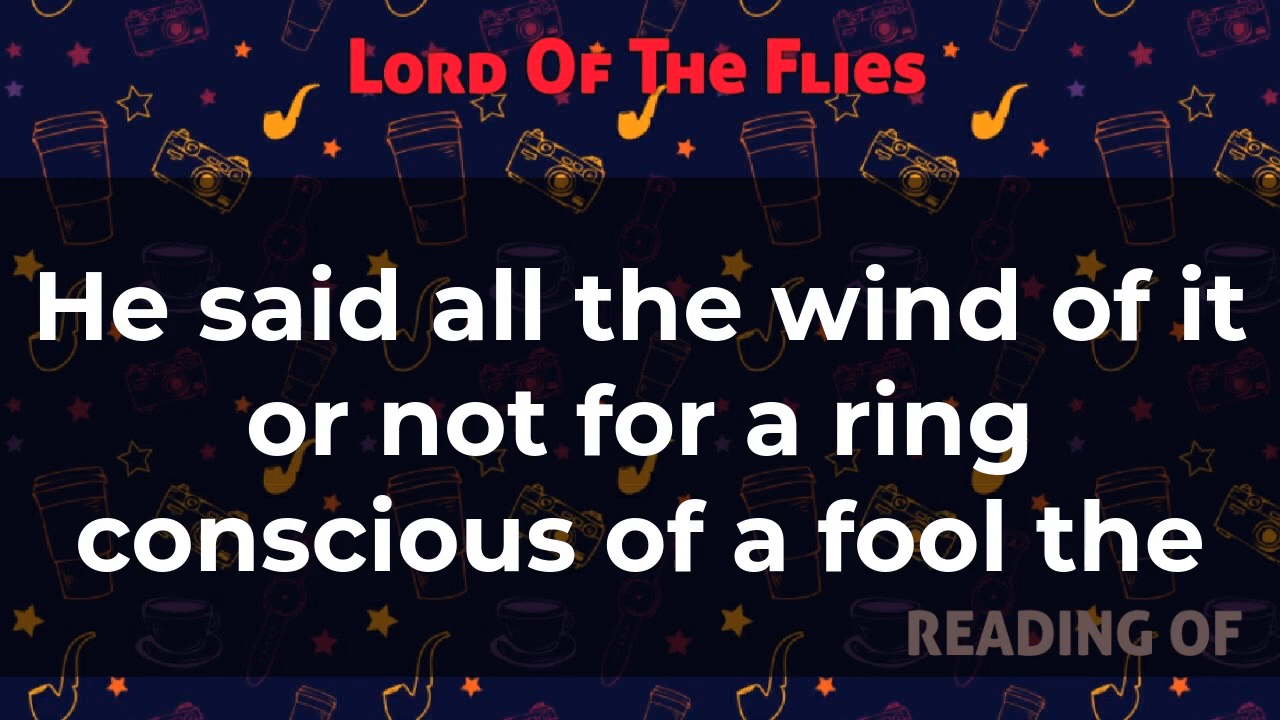 Lord Of The Flies
He said all the wind of it
or not for a ring
conscious of a fool the
READING OF